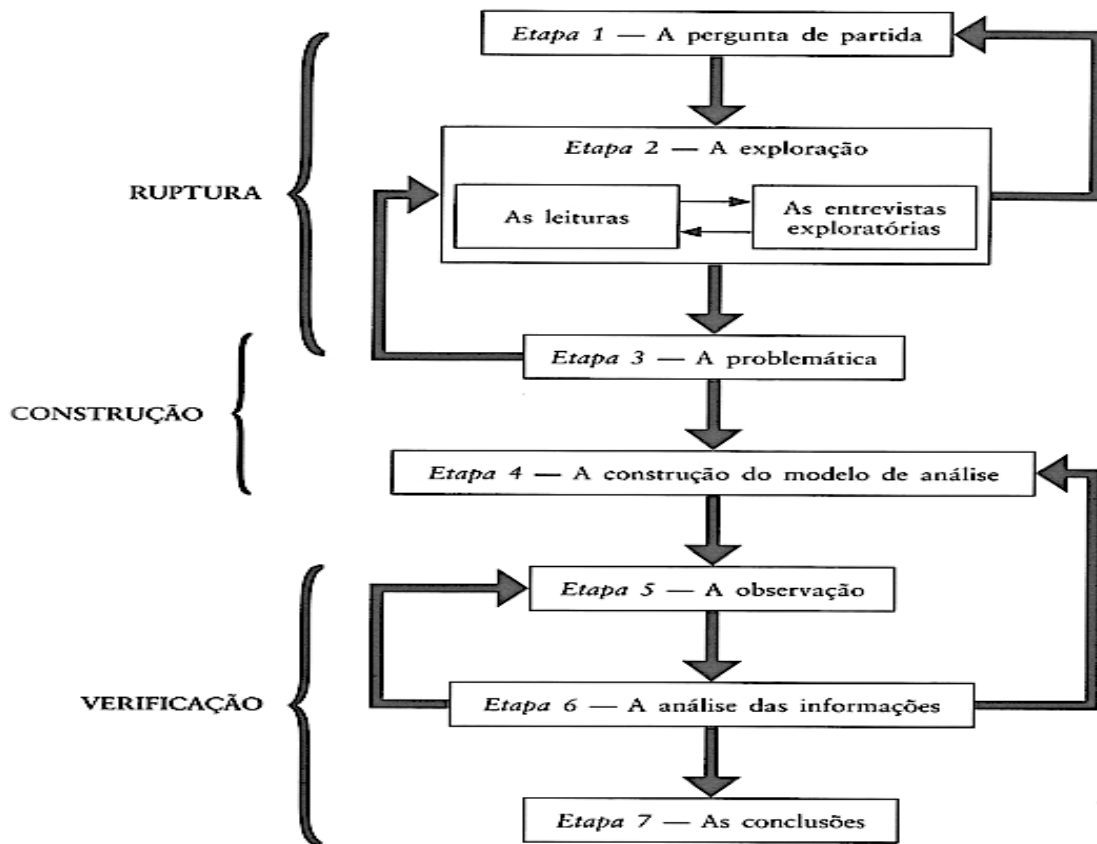 Etapa 1 — A pergunta de partida
Etapa 2 — A exploração
RUPTURA
As leituras
As entrevistas
exploratórias
Etapa 3 — A problemática
CONSTRUÇÃO
Etapa 4 — A construção do modelo de análise
Etapa 5 — A observação
VERIFICAÇÃO
Etapa 6 — A análise das informações
Etapa 7 — As conclusões